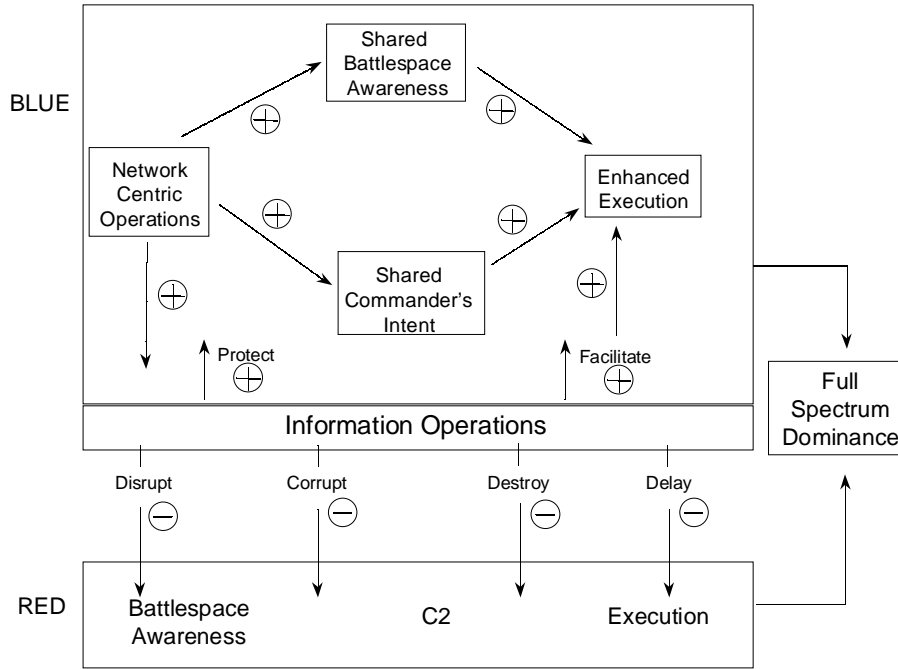 Shared
Battlespace
Awareness
BLUE
Network
Centric
Operations
Enhanced
Execution
Shared
Commander's
Intent
Protect
Facilitate
Full
Spectrum
Dominance
Information Operations
Disrupt
Corrupt
Destroy
Delay
RED
Battlespace
Awareness
C2
Execution